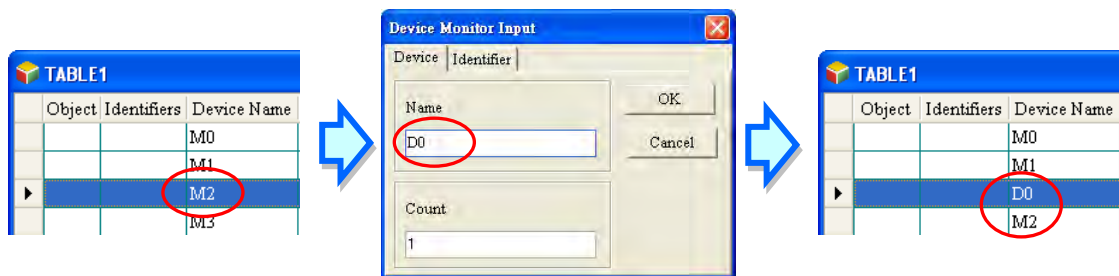 TABLE1
Object Identifiers Device Name
M0
M1
M2
M3
Device Monitor Input
Device Identifier
Name
D0
OK
Cancel
Count
1
TABLE1
Object Identifiers Device Name
M0
M1
D0
M2